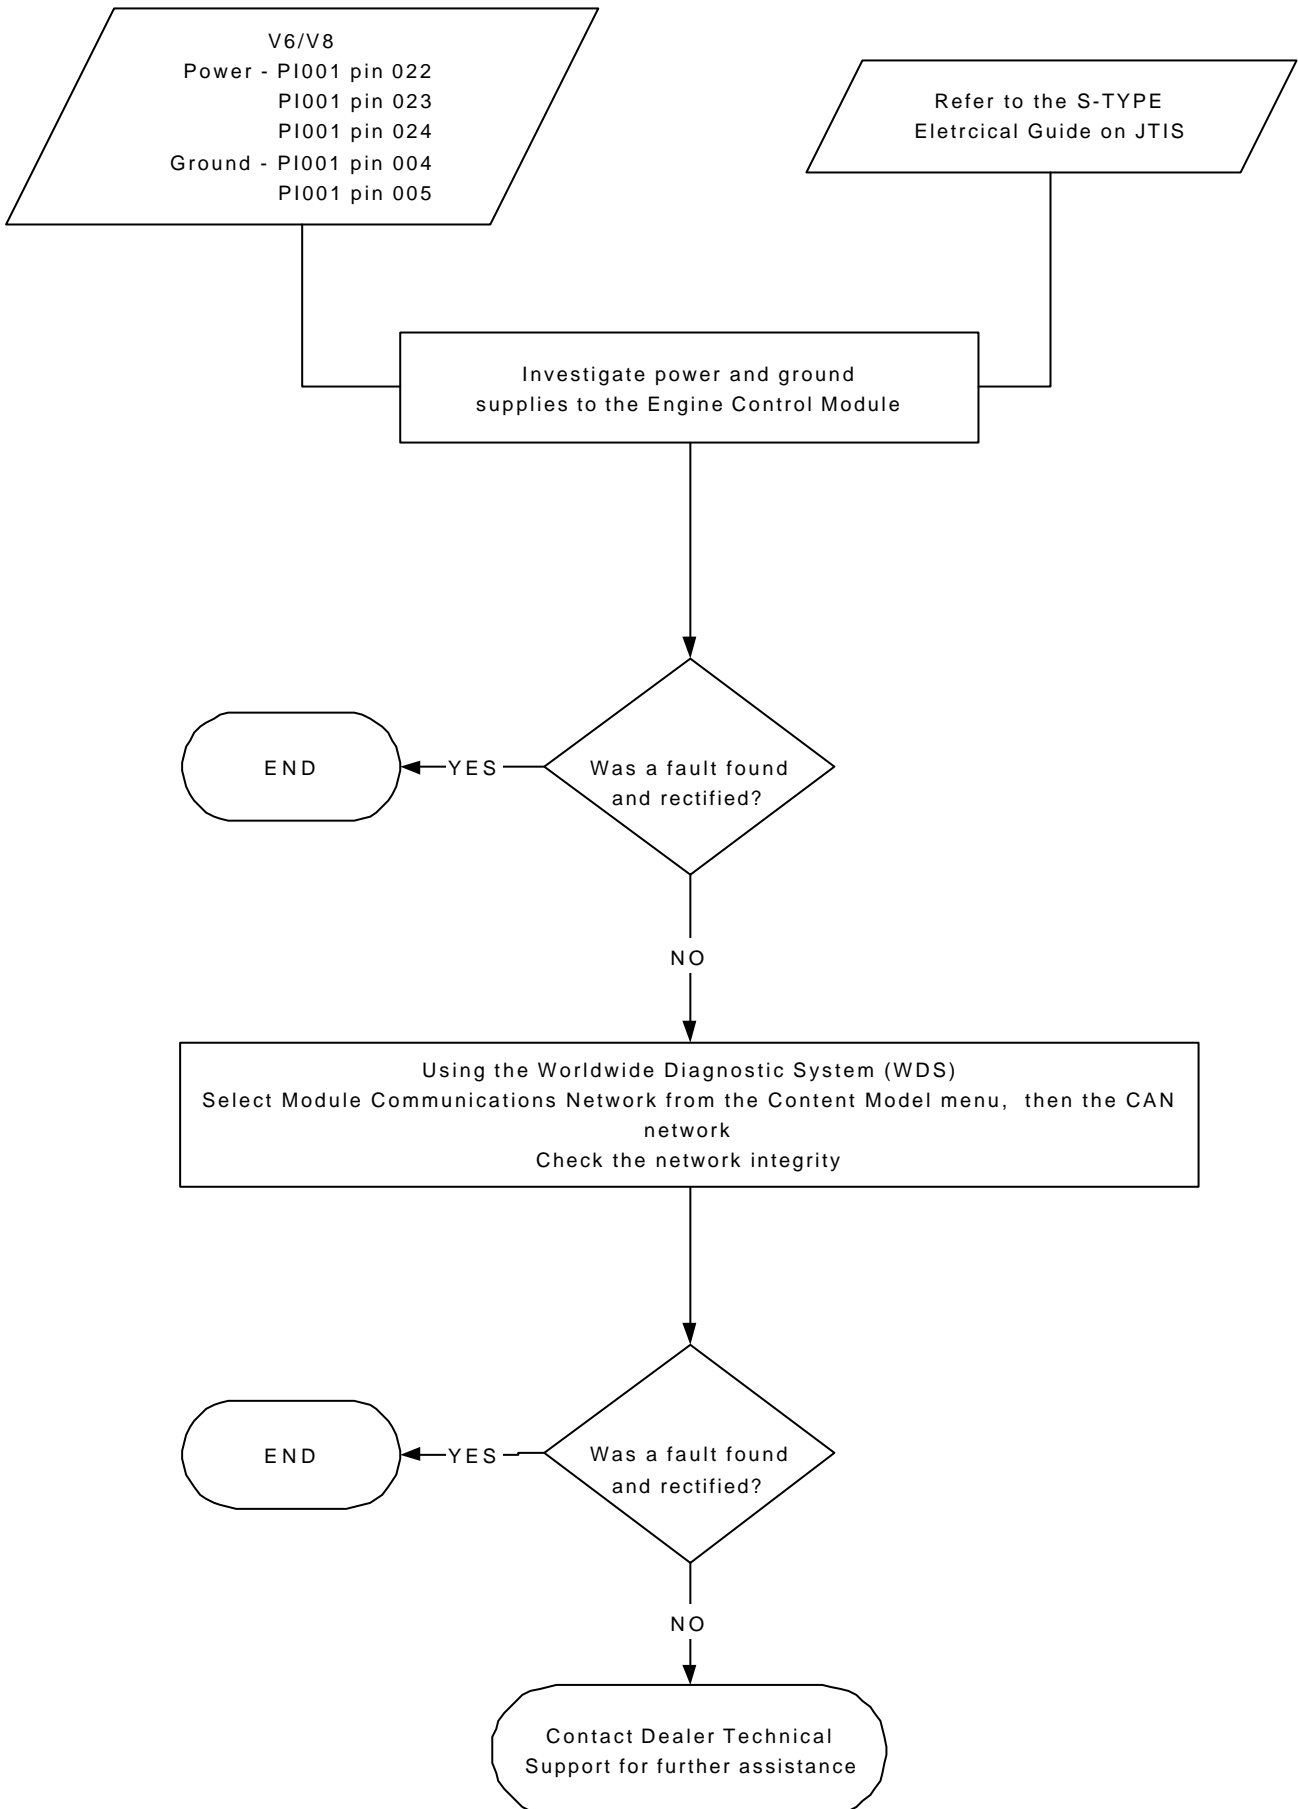 V6/V8
Power - PI001 pin 022
PI001 pin 023
PI001 pin 024
Ground - PI001 pin 004
PI001 pin 005
Refer to the S-TYPE
Eletrcical Guide on JTIS
Investigate power and ground
supplies to the Engine Control Module
Was a fault found
and rectified?
YES
END
NO
Using the Worldwide Diagnostic System (WDS)
Select Module Communications Network from the Content Model menu, then the CAN
network
Check the network integrity
Was a fault found
and rectified?
YES
END
NO
Contact Dealer Technical
Support for further assistance